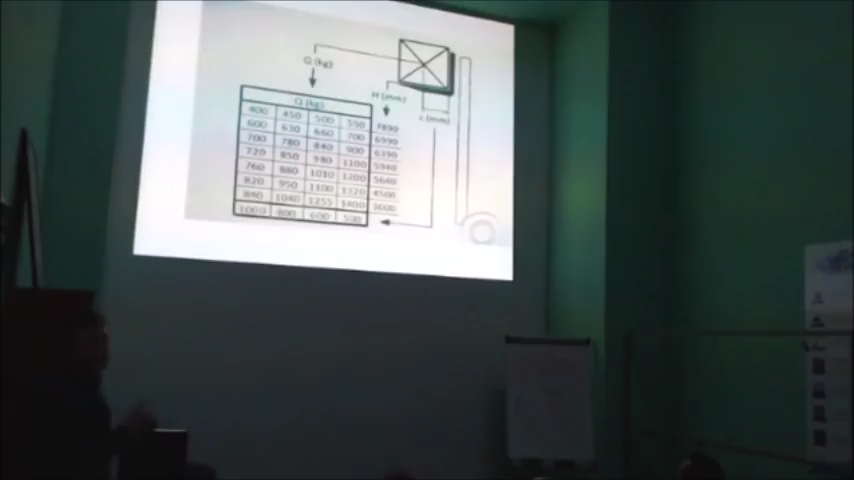 Q (kg)
H (mm)
c (mm)
Q (kg)
400 450 500 550 7800
600 630 660 700 6990
700 780 840 900 6390
720 850 980 1100 5940
760 880 1010 1200 5640
820 950 1100 1320 4500
840 1040 1255 1400 3600
1000 800 600 500